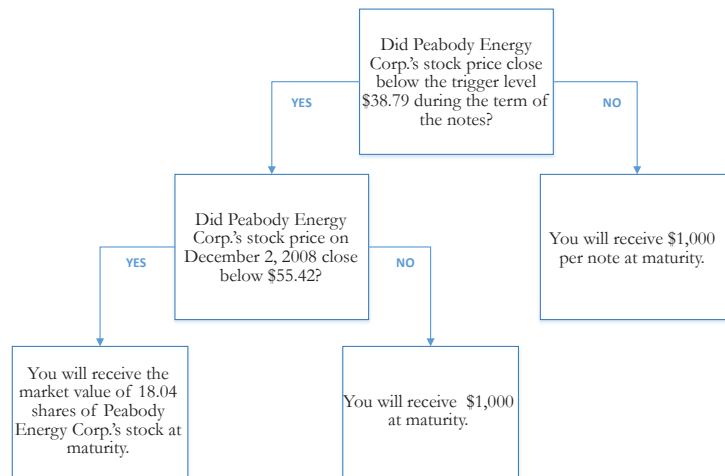 Did Peabody Energy
Corp.'s stock price close
below the trigger level
$38.79 during the term of
the notes?
YES
NO
Did Peabody Energy
Corp.'s stock price on
December 2, 2008 close
below $55.42?
You will receive $1,000
per note at maturity.
YES
NO
You will receive the
market value of 18.04
shares of Peabody
Energy Corp.'s stock at
maturity.
You will receive $1,000
at maturity.